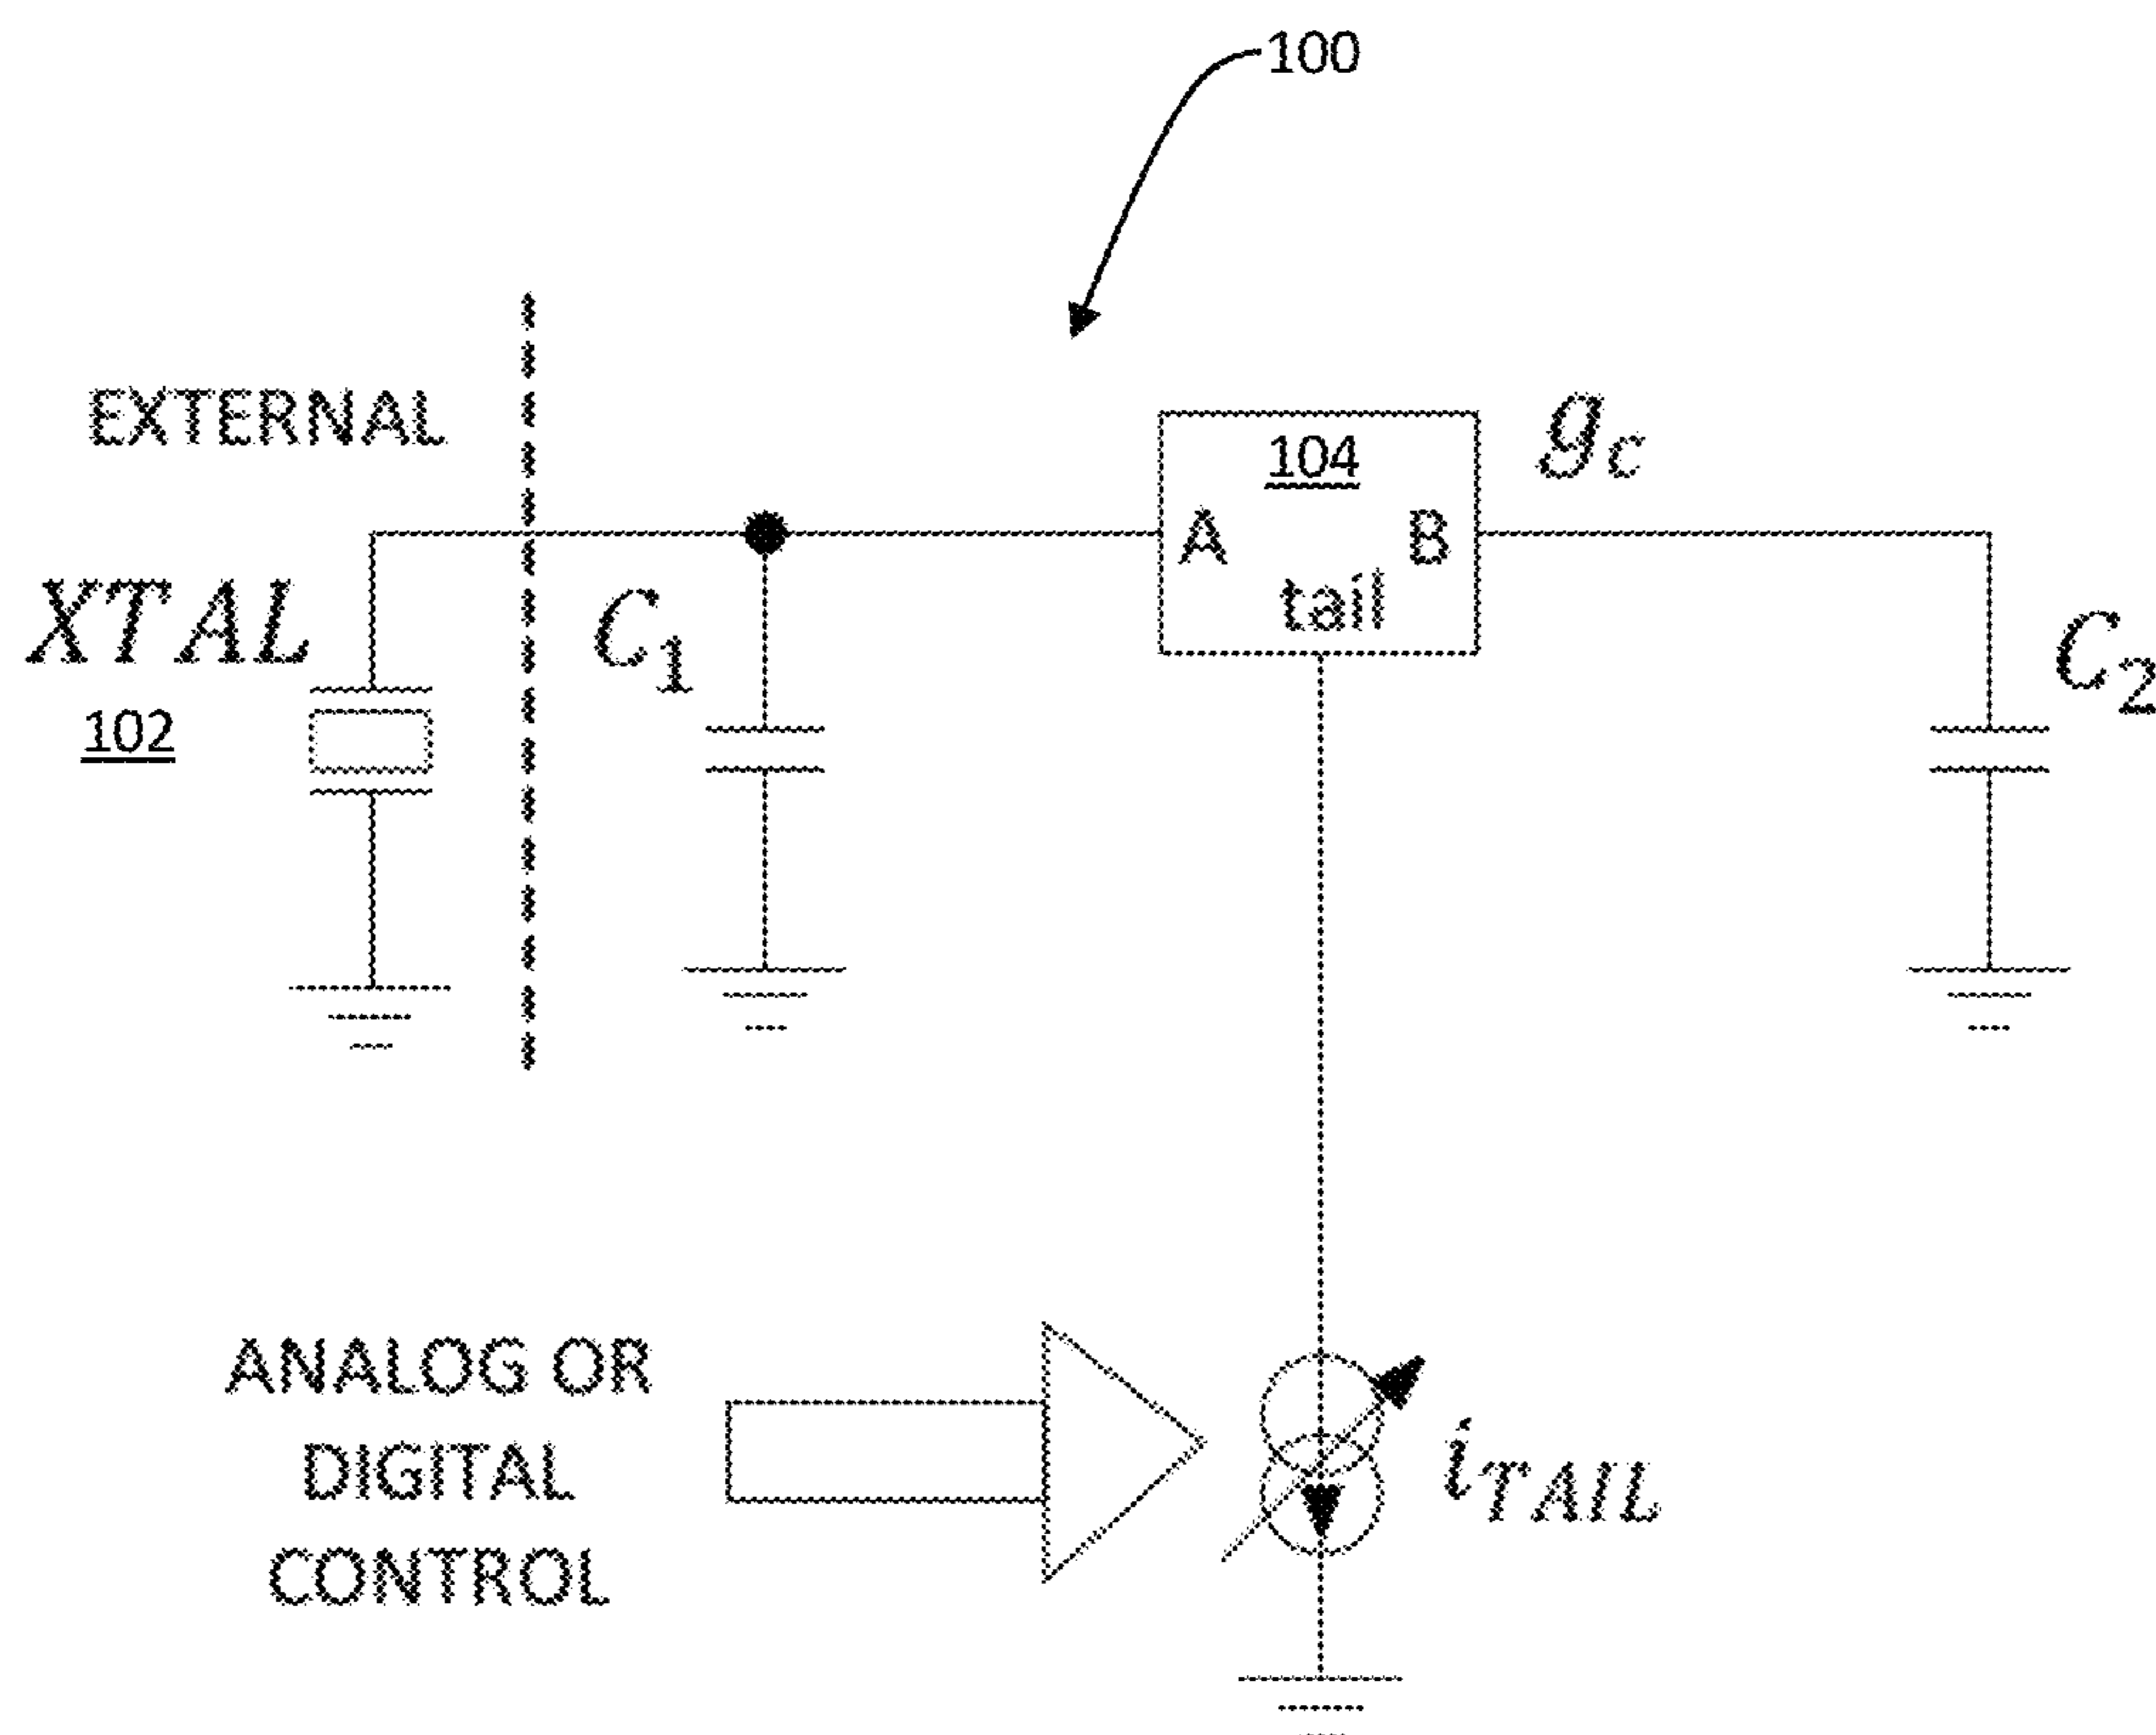 100
EXTERNAL
g_C
104
A B
tail
XTAL
102
C_1
C_2
ANALOG OR
DIGITAL
CONTROL
i_TAIL